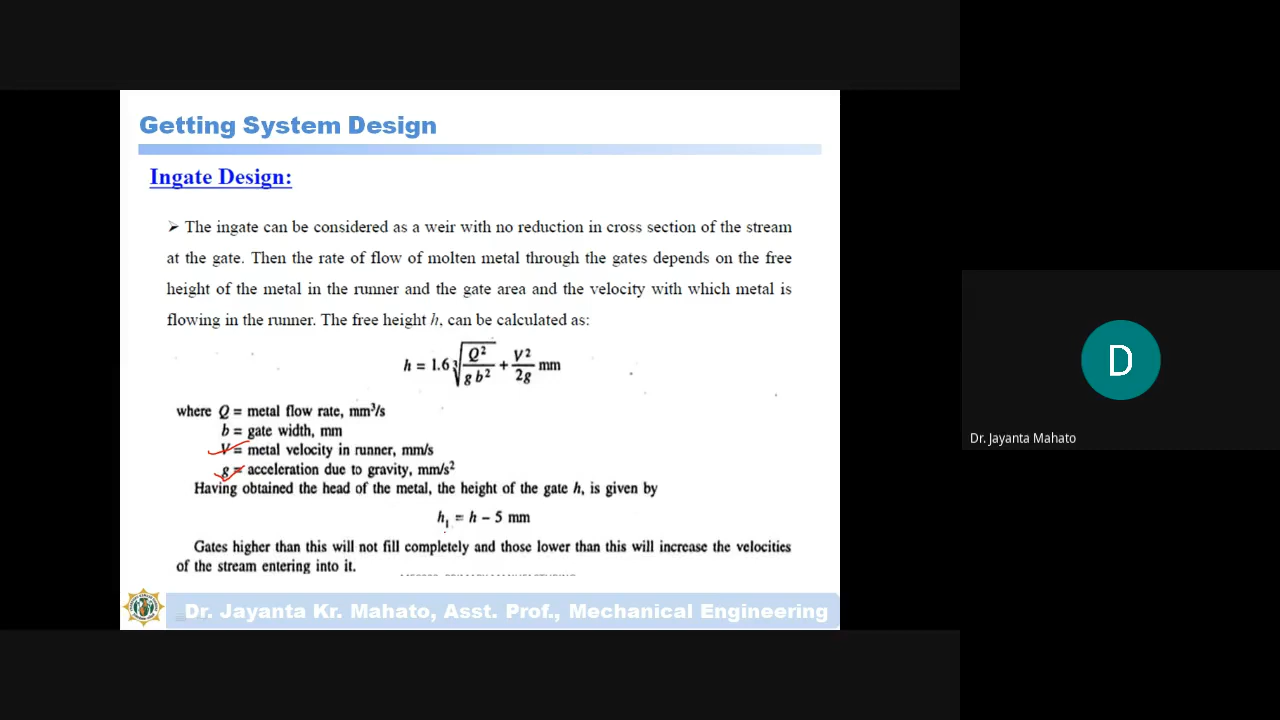 Getting System Design
Ingate Design:
➢ The ingate can be considered as a weir with no reduction in cross section of the stream
at the gate. Then the rate of flow of molten metal through the gates depends on the free
height of the metal in the runner and the gate area and the velocity with which metal is
flowing in the runner. The free height h, can be calculated as:
h = 1.6 ∛(Q²/(g b²)) + V²/2g mm
where Q = metal flow rate, mm³/s
b = gate width, mm
V = metal velocity in runner, mm/s
g = acceleration due to gravity, mm/s²
Having obtained the head of the metal, the height of the gate h, is given by
h₁ = h − 5 mm
Gates higher than this will not fill completely and those lower than this will increase the velocities
of the stream entering into it.
Dr. Jayanta Kr. Mahato, Asst. Prof., Mechanical Engineering
D
Dr. Jayanta Mahato